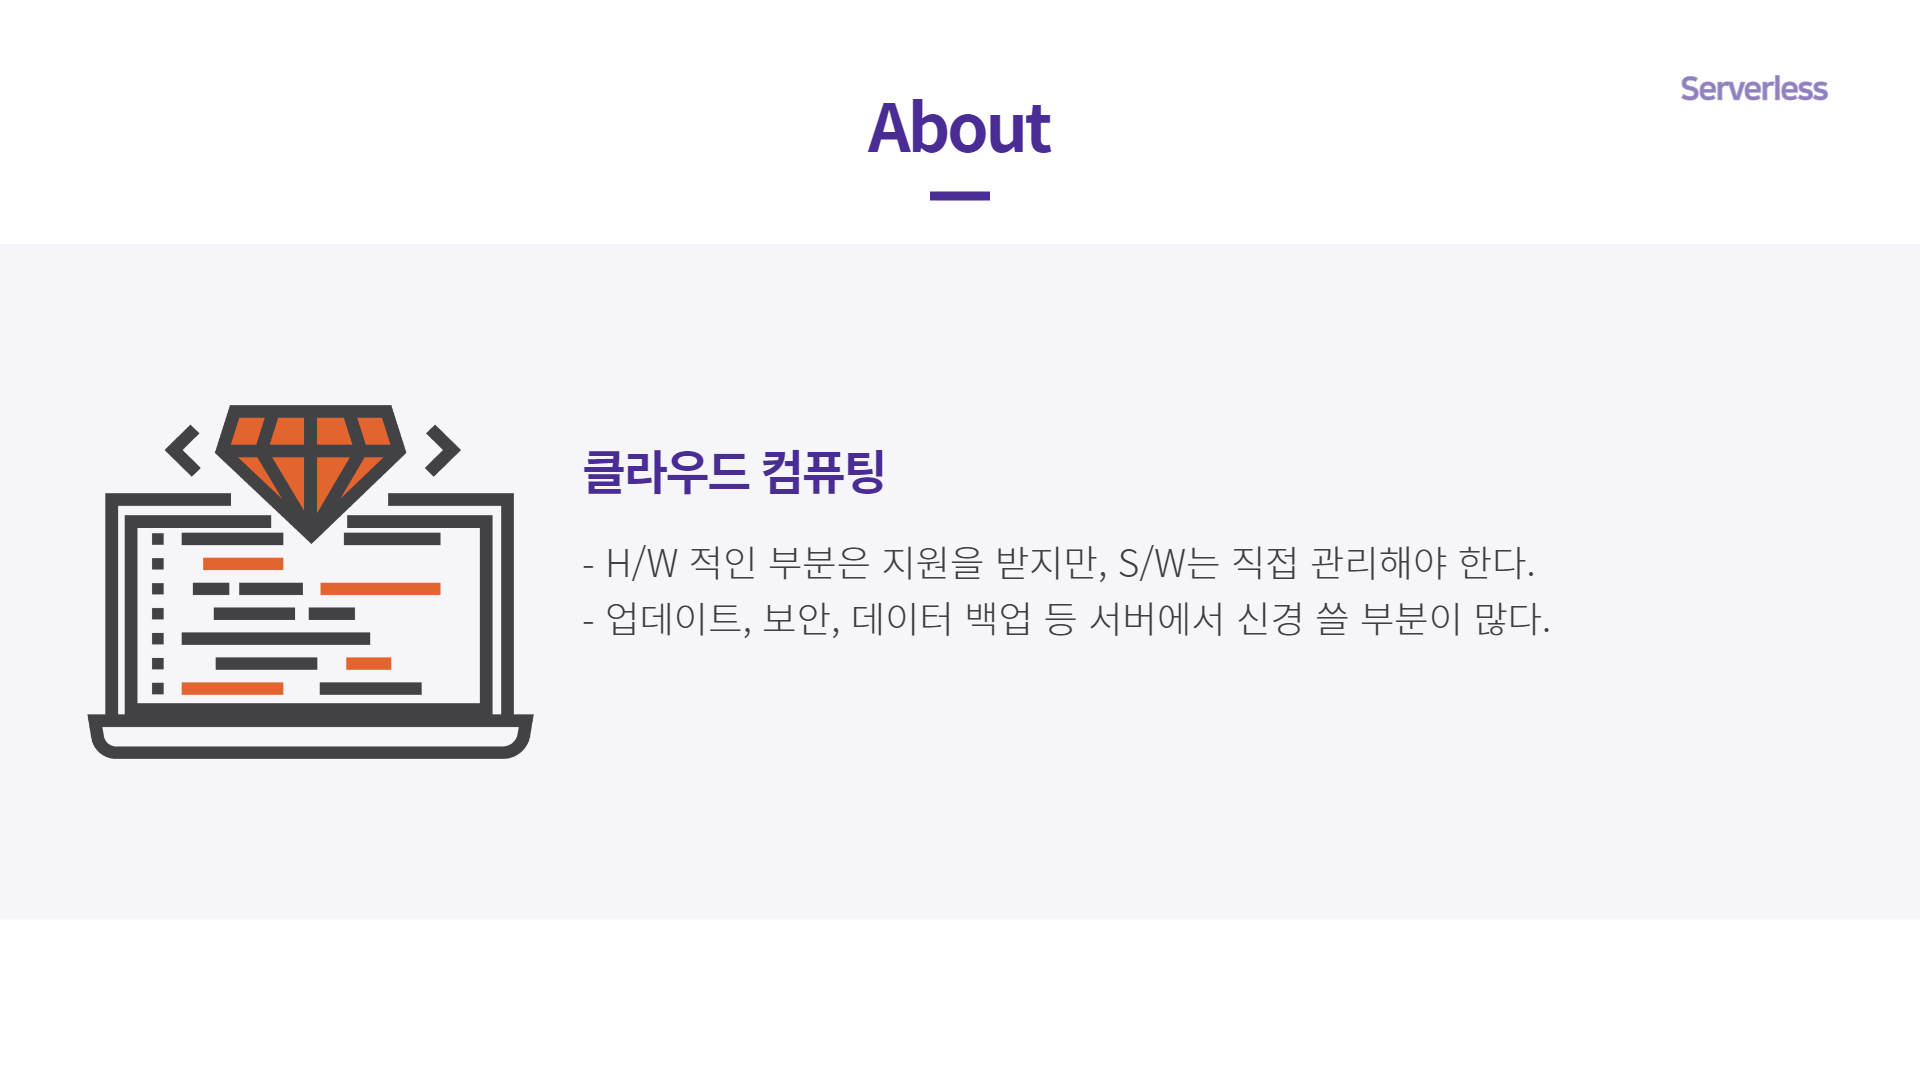 Serverless
About
클라우드 컴퓨팅
- H/W 적인 부분은 지원을 받지만, S/W는 직접 관리해야 한다.
- 업데이트, 보안, 데이터 백업 등 서버에서 신경 쓸 부분이 많다.